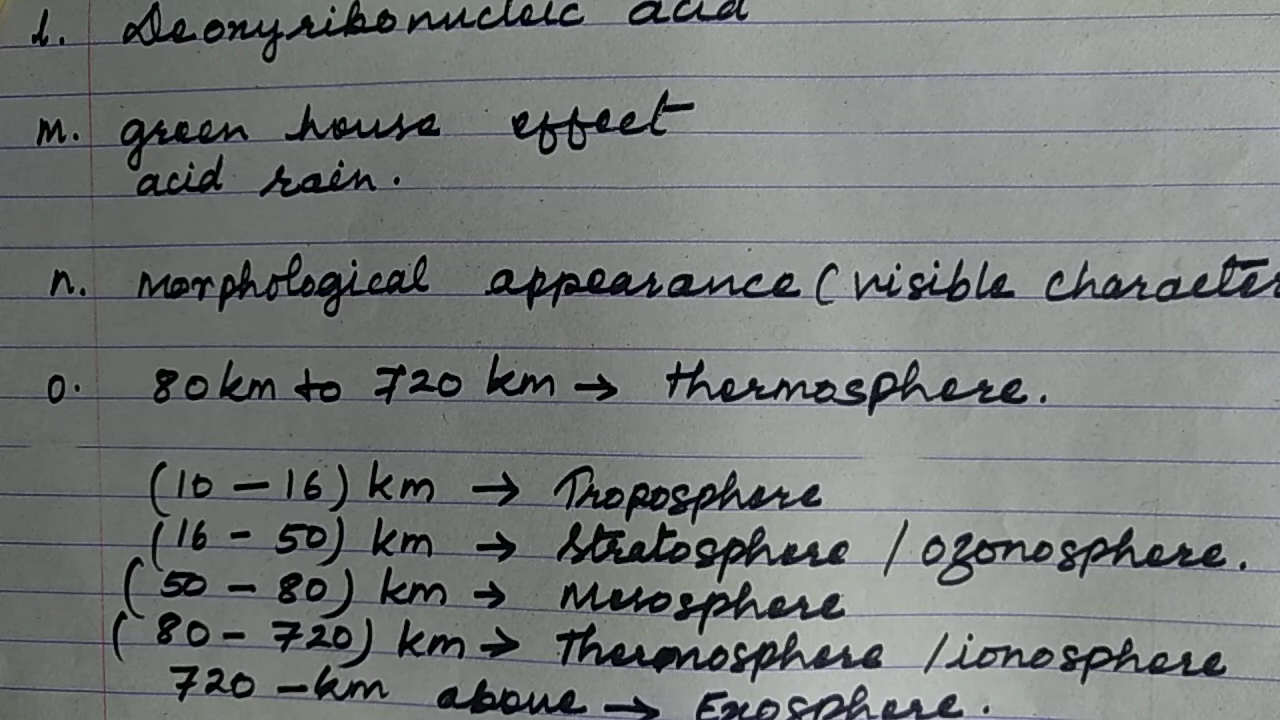 l. Deoxyribonucleic acid
m. green house effect
acid rain.
n. Morphological appearance (visible character
o. 80km to 720 km → thermosphere.
(10 – 16) km → Troposphere
(16 – 50) km → Stratosphere / ozonosphere.
(50 – 80) km → Mesosphere
(80 – 720) km → Thermosphere /ionosphere
720 – km above → Exosphere.